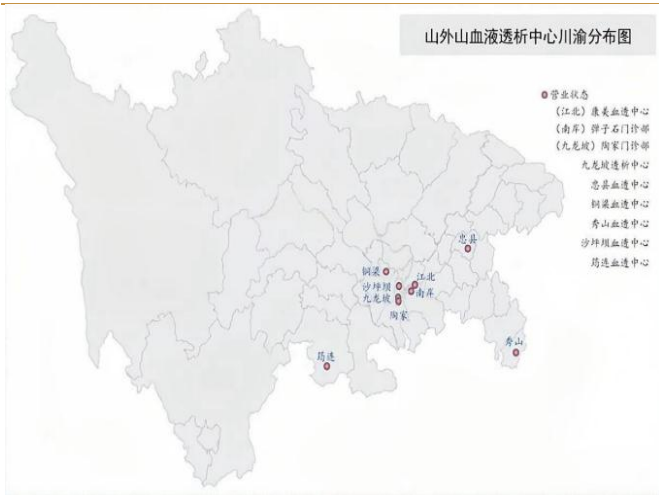 山外山血液透析中心川渝分布图
营业状态
（江北）康美血透中心
（南岸）弹子石门诊部
（九龙坡）陶家门诊部
九龙坡透析中心
忠县血透中心
铜梁血透中心
秀山血透中心
沙坪坝血透中心
筠连血透中心
忠县
铜梁
江北
沙坪坝
南岸
九龙坡
陶家
秀山
筠连